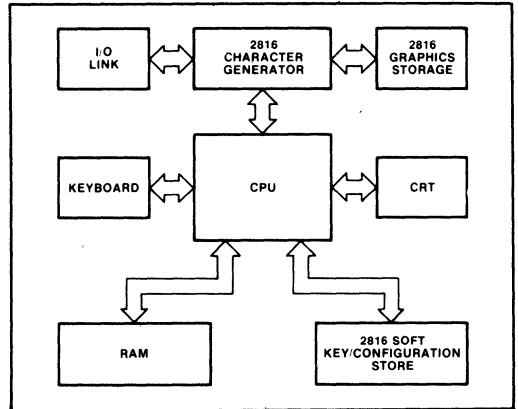 I/O
LINK
2816
CHARACTER
GENERATOR
2816
GRAPHICS
STORAGE
KEYBOARD
CPU
CRT
RAM
2816 SOFT
KEY/CONFIGURATION
STORE